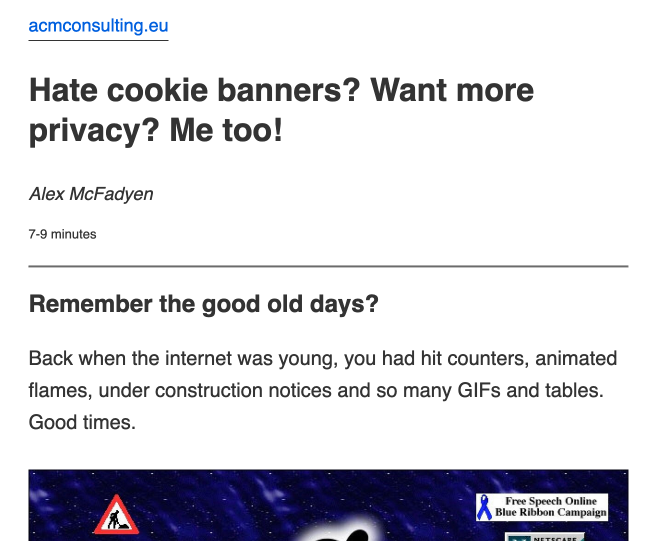 acmconsulting.eu
Hate cookie banners? Want more
privacy? Me too!
Alex McFadyen
7-9 minutes
Remember the good old days?
Back when the internet was young, you had hit counters, animated
flames, under construction notices and so many GIFs and tables.
Good times.
Free Speech Online
Blue Ribbon Campaign
NETSCAPE